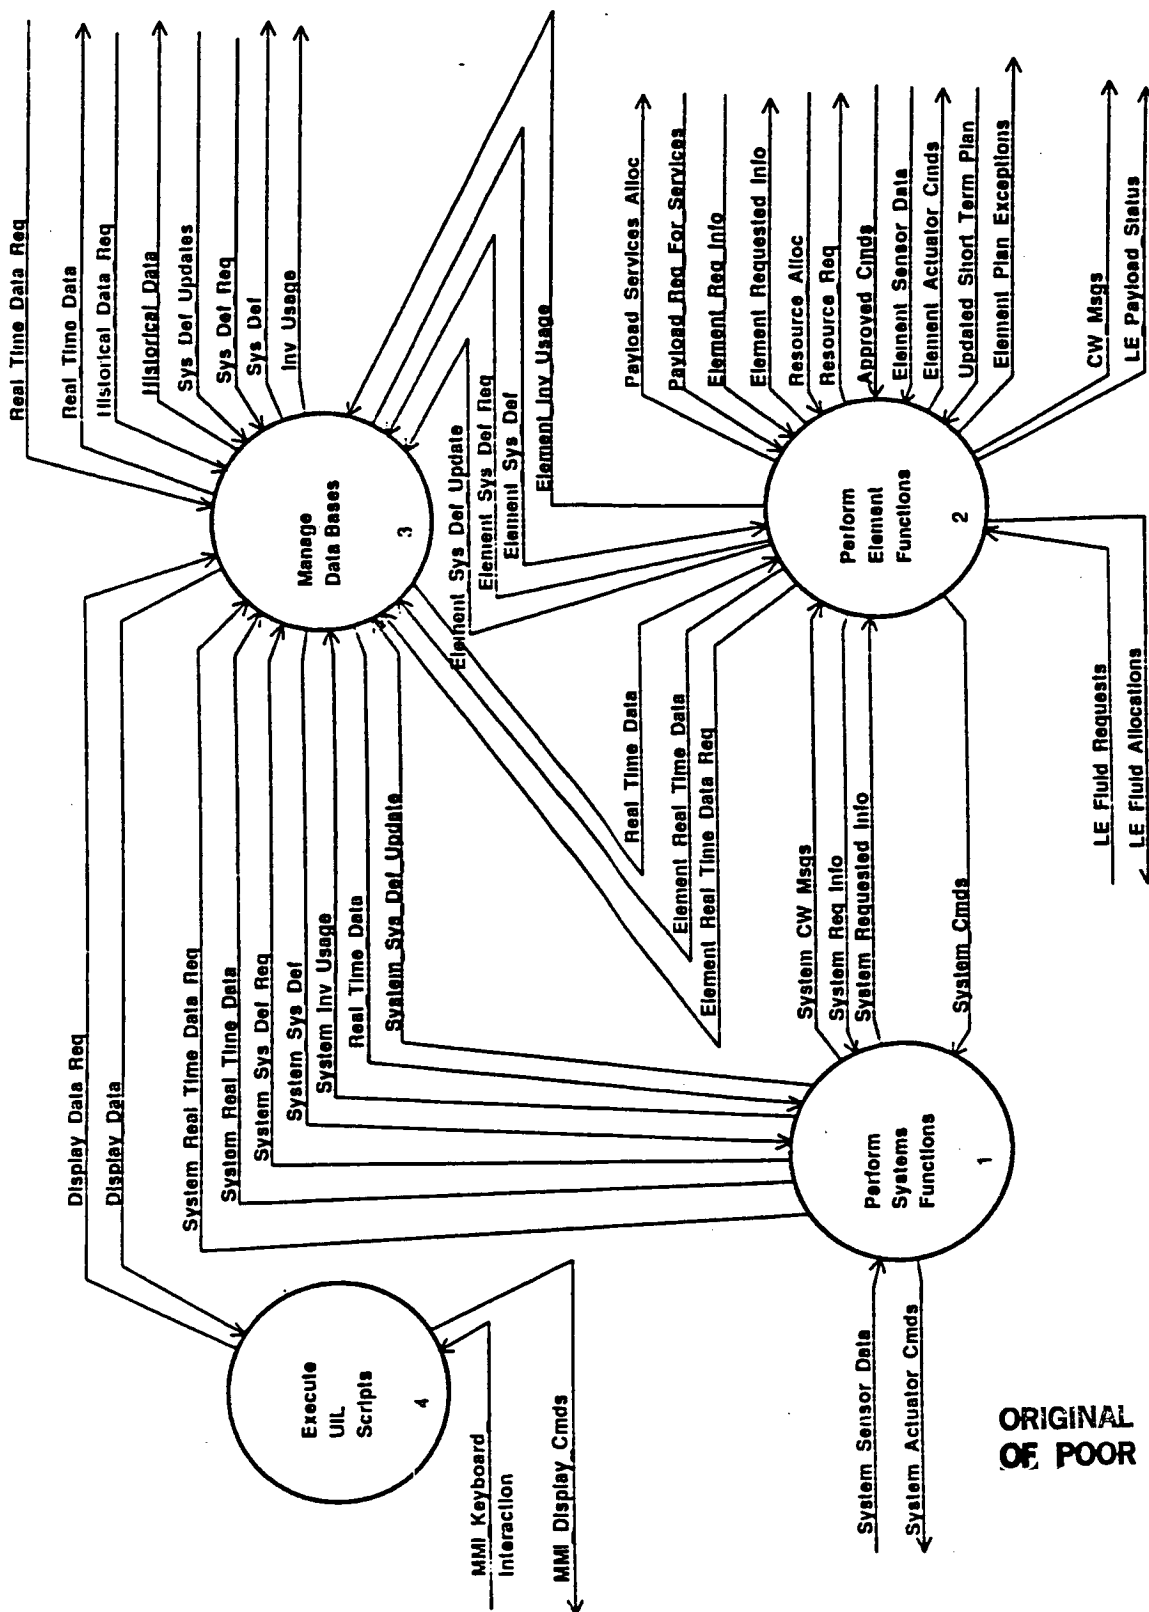 Real Time Data Req
Real Time Data
Historical Data Req
Historical Data
Sys Def Updates
Sys Def Req
Sys Def
Inv Usage
Display Data Req
Display Data
System Real Time Data Req
System Real Time Data
System Sys Def Req
System Sys Def
System Inv Usage
Real Time Data
System Sys Def Update
Manage
Data Bases
3
Element Sys Def Update
Element Sys Def Req
Element Sys Def
Element Inv Usage
Execute
UIL
Scripts
4
MMI Keyboard
Interaction
MMI Display Cmds
Real Time Data
Element Real Time Data
Element Real Time Data Req
Payload Services Alloc
Payload Req For Services
Element Req Info
Element Requested Info
Resource Alloc
Resource Req
Approved Cmds
Element Sensor Data
Element Actuator Cmds
Updated Short Term Plan
Element Plan Exceptions
CW Msgs
LE Payload Status
Perform
Element
Functions
2
System CW Msgs
System Req Info
System Requested Info
System Cmds
Perform
Systems
Functions
1
System Sensor Data
System Actuator Cmds
LE Fluid Requests
LE Fluid Allocations
ORIGINAL
OF POOR